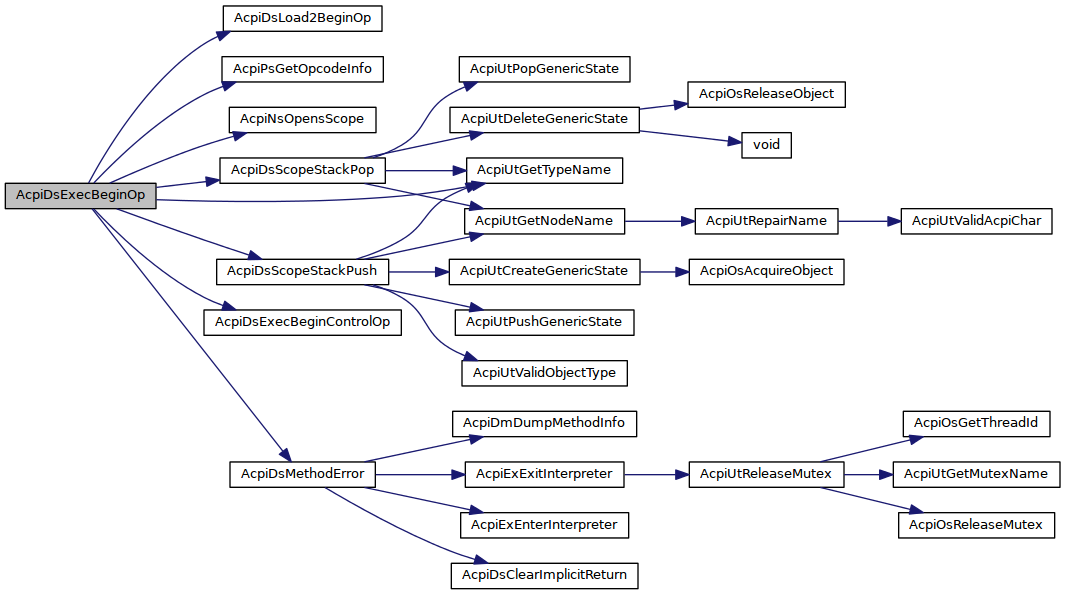 AcpiDsLoad2BeginOp
AcpiPsGetOpcodeInfo
AcpiUtPopGenericState
AcpiOsReleaseObject
AcpiNsOpensScope
AcpiUtDeleteGenericState
void
AcpiDsScopeStackPop
AcpiUtGetTypeName
AcpiDsExecBeginOp
AcpiUtGetNodeName
AcpiUtRepairName
AcpiUtValidAcpiChar
AcpiDsScopeStackPush
AcpiUtCreateGenericState
AcpiOsAcquireObject
AcpiDsExecBeginControlOp
AcpiUtPushGenericState
AcpiUtValidObjectType
AcpiDmDumpMethodInfo
AcpiOsGetThreadId
AcpiDsMethodError
AcpiExExitInterpreter
AcpiUtReleaseMutex
AcpiUtGetMutexName
AcpiExEnterInterpreter
AcpiOsReleaseMutex
AcpiDsClearImplicitReturn